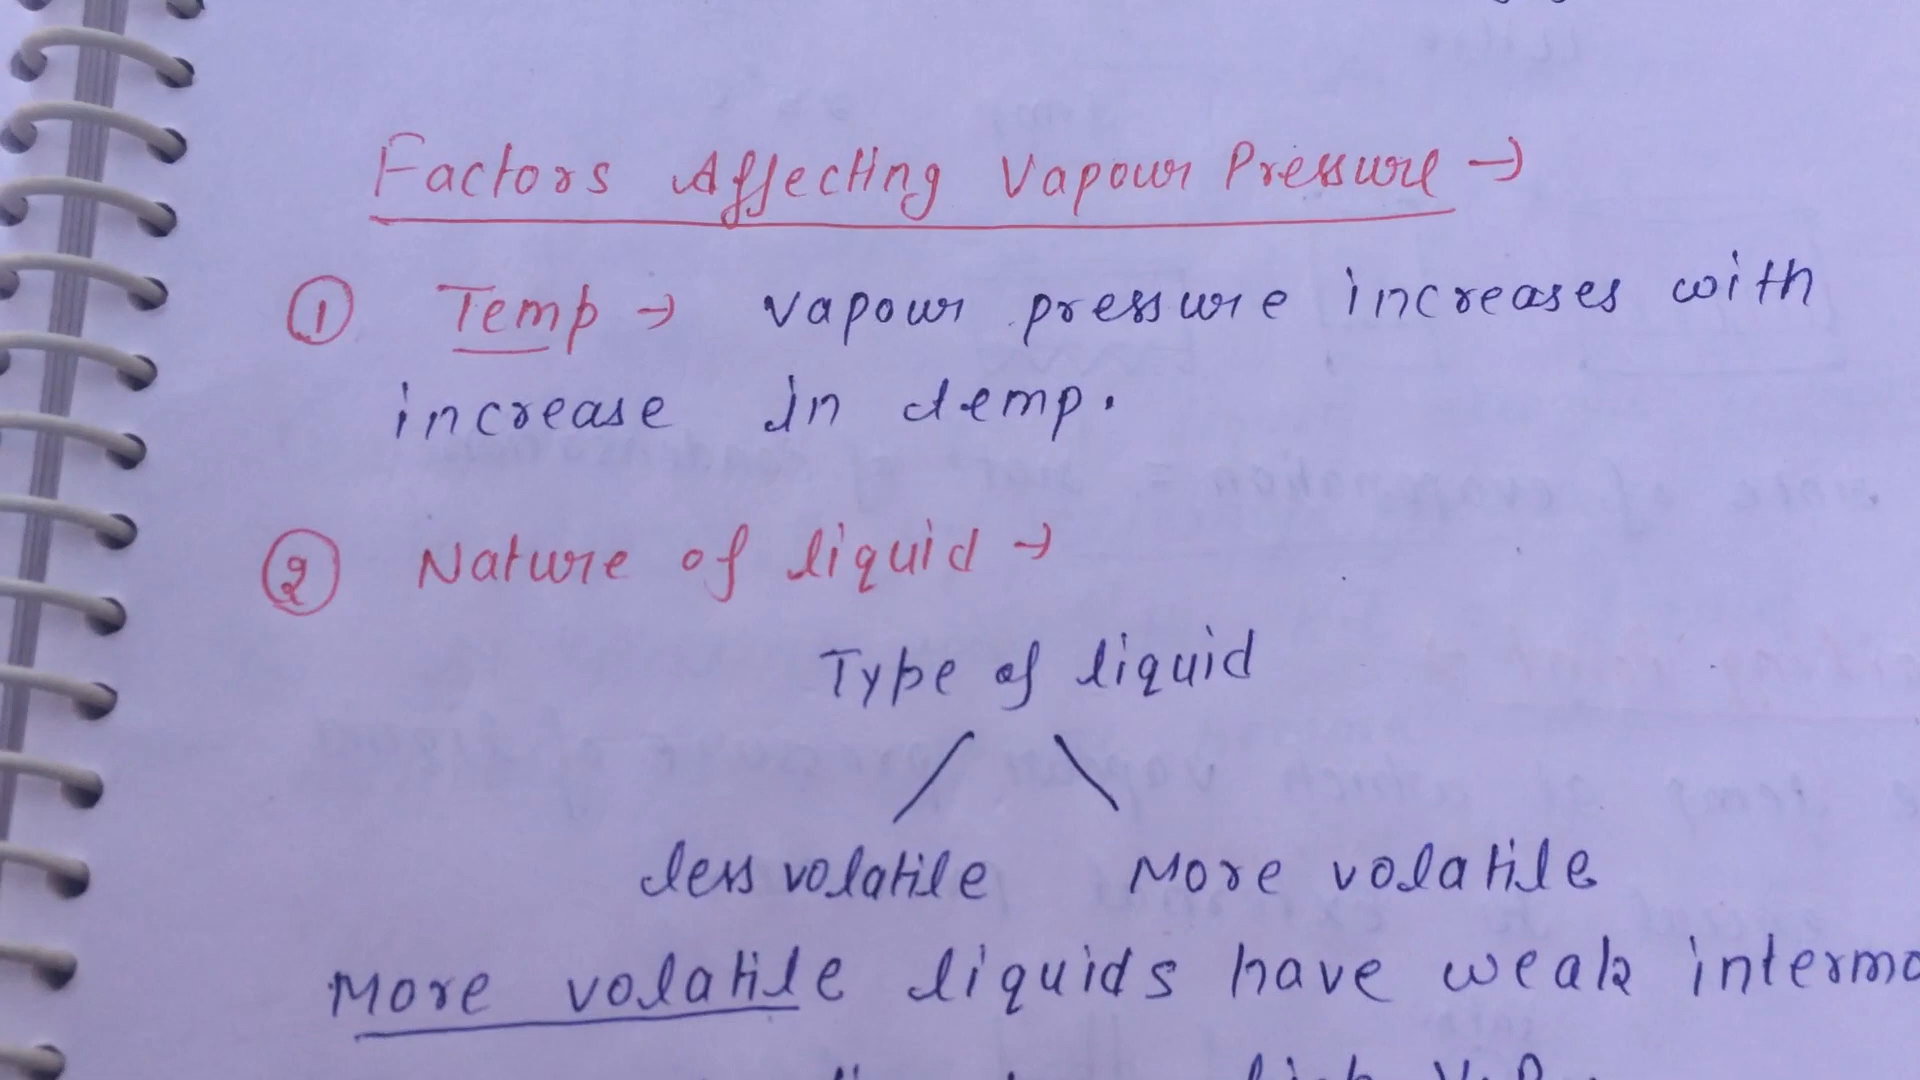 Factors Affecting Vapour Pressure →
① Temp → vapour pressure increases with
increase in temp.
② Nature of liquid →
Type of liquid
less volatile More volatile
More volatile liquids have weak intermo